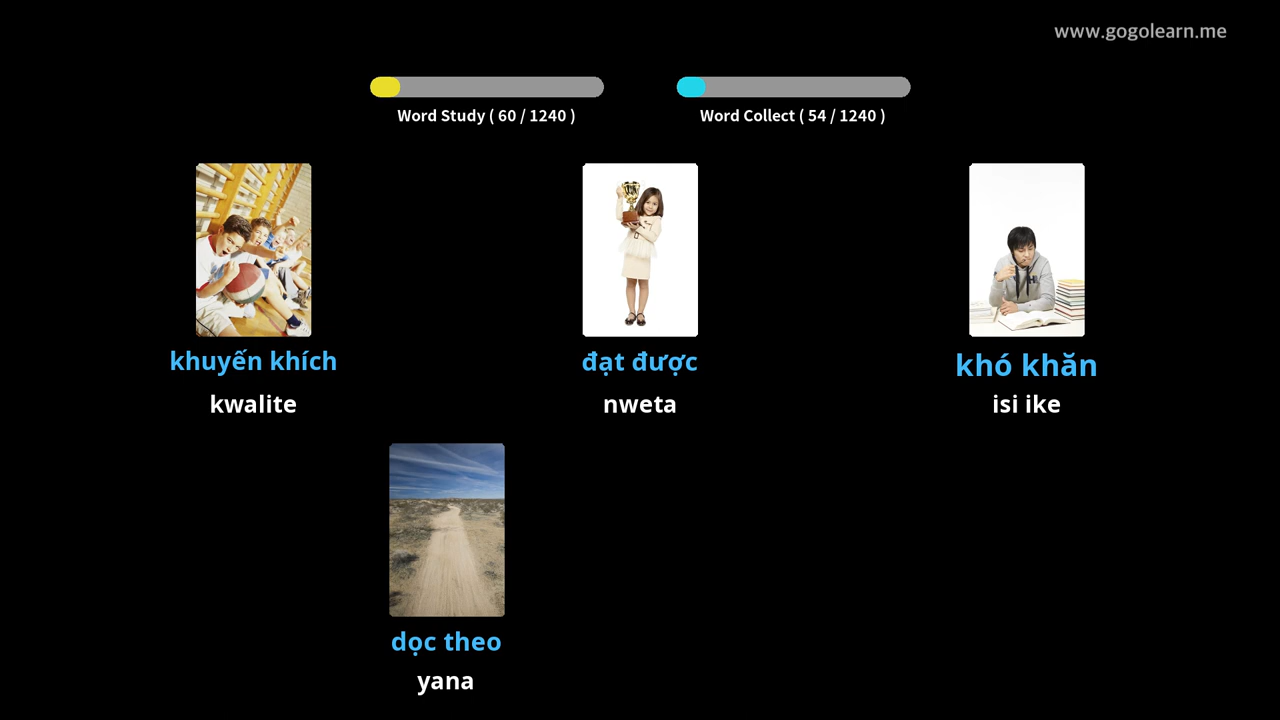 www.gogolearn.me
Word Study ( 60 / 1240 )
Word Collect ( 54 / 1240 )
khuyến khích
đạt được
khó khăn
kwalite
nweta
isi ike
dọc theo
yana